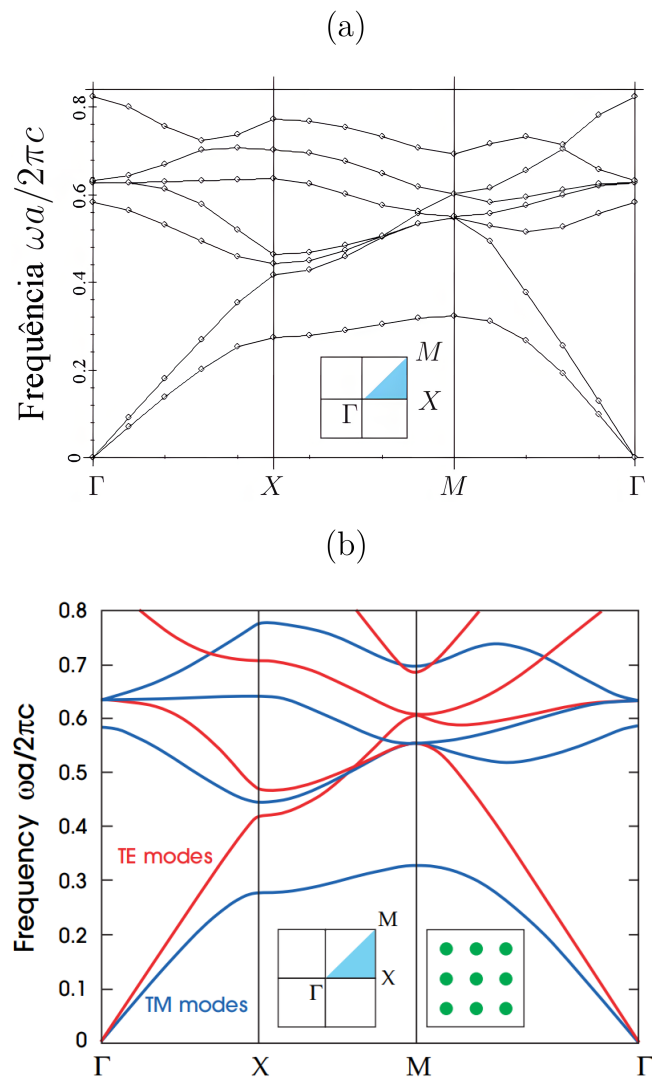 (a)
Frequência ωa/2πc
0.8
0.6
0.4
0.2
0
M
Γ
X
Γ
X
M
Γ
(b)
Frequency ωa/2πc
0.8
0.7
0.6
0.5
0.4
0.3
0.2
0.1
0
TE modes
TM modes
M
Γ
X
Γ
X
M
Γ